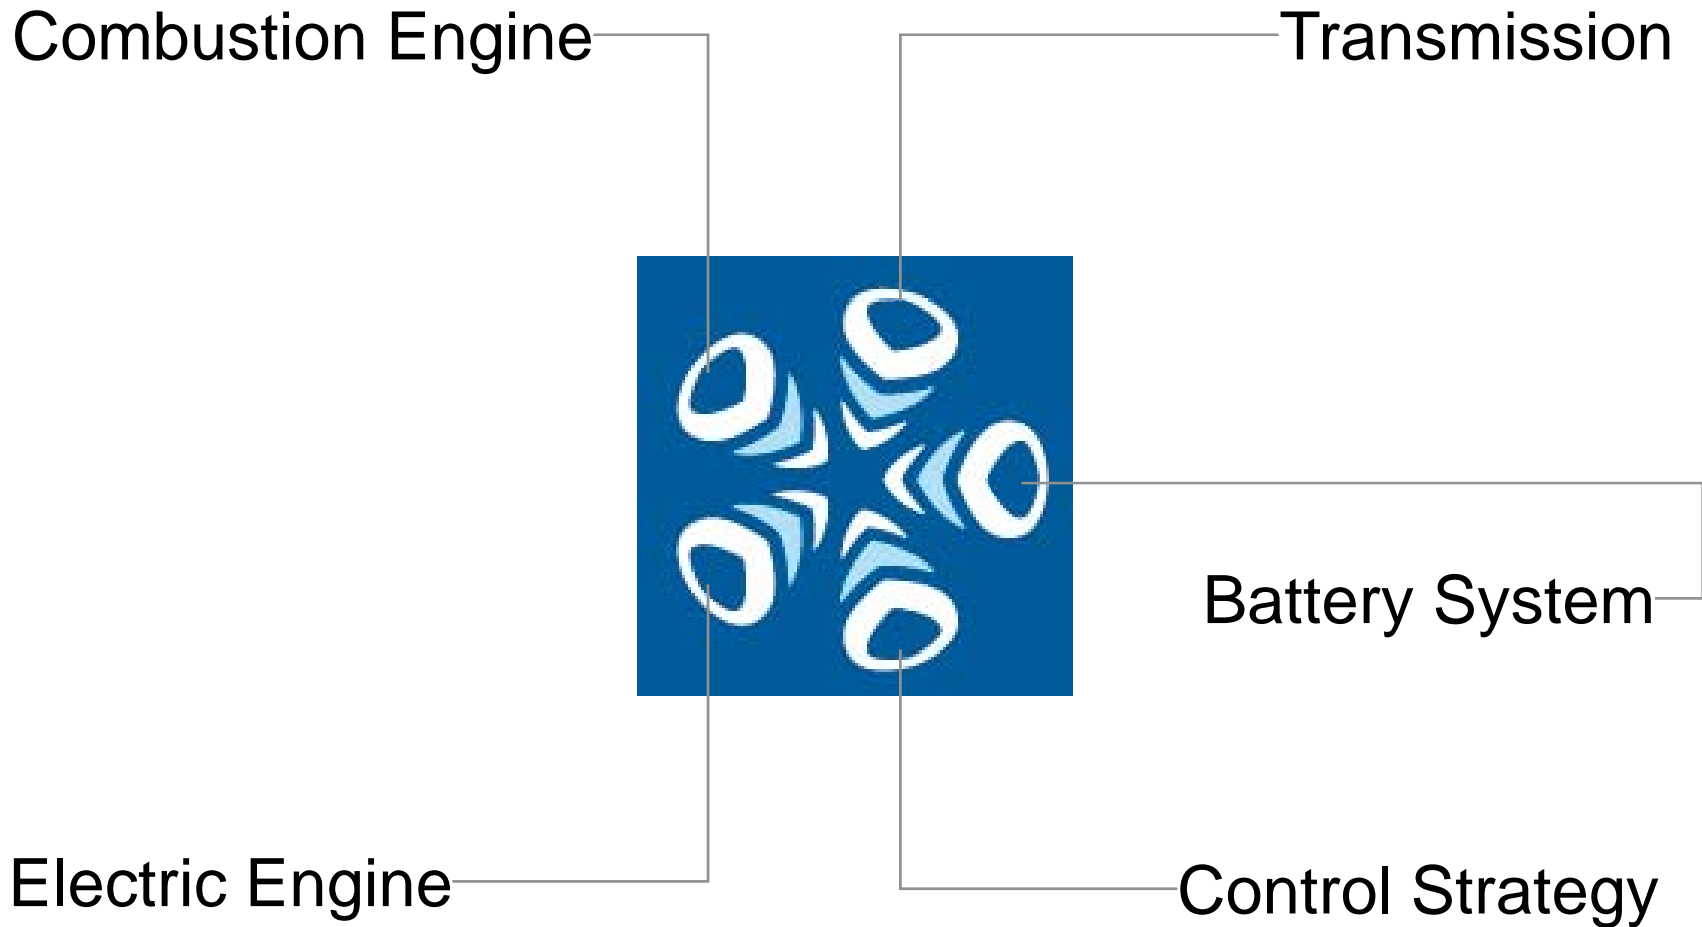 Combustion Engine
Transmission
Battery System
Electric Engine
Control Strategy